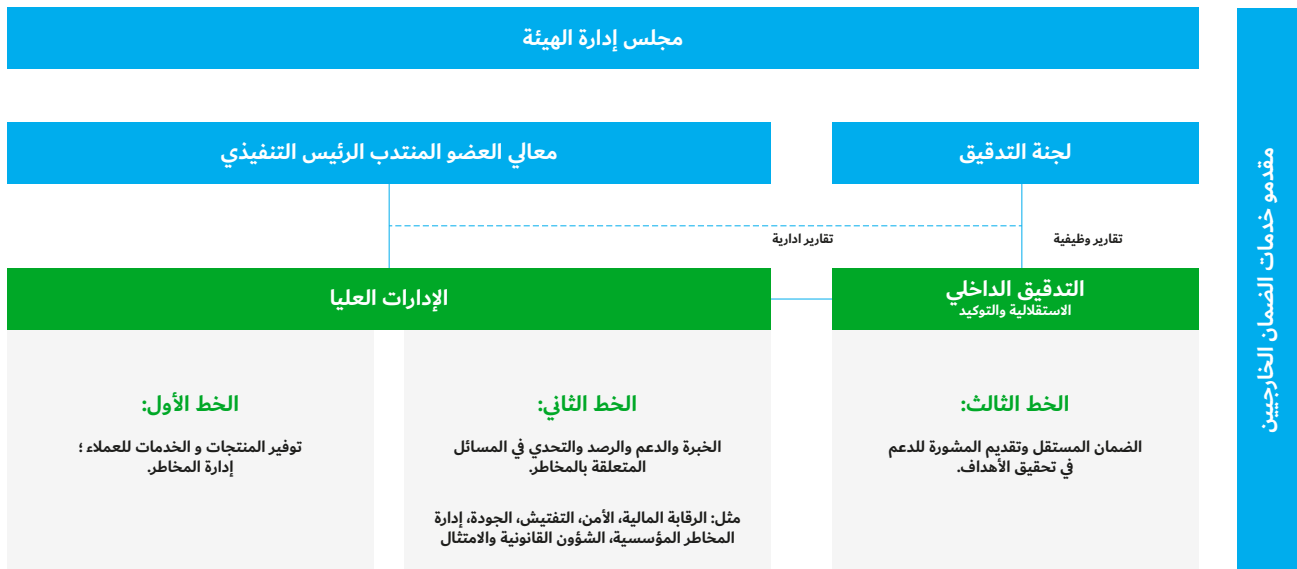 مجلس إدارة الهيئة
مقدمو خدمات الضمان الخارجيين
لجنة التدقيق
معالي العضو المنتدب الرئيس التنفيذي
تقارير وظيفية
تقارير ادارية
التدقيق الداخلي
الاستقلالية والتوكيد
الإدارات العليا
الخط الثالث:
الضمان المستقل وتقديم المشورة للدعم
في تحقيق الأهداف.
الخط الثاني:
الخبرة والدعم والرصد والتحدي في المسائل
المتعلقة بالمخاطر.
مثل: الرقابة المالية، الأمن، التفتيش، الجودة، إدارة
المخاطر المؤسسية، الشؤون القانونية والامتثال
الخط الأول:
توفير المنتجات و الخدمات للعملاء ؛
إدارة المخاطر.